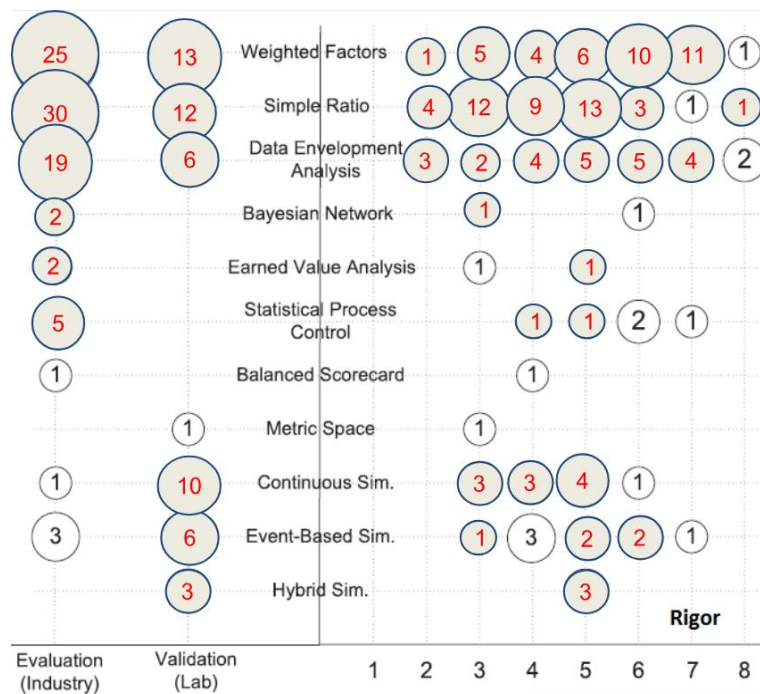 25 13 Weighted Factors 1 5 4 6 10 11 1
30 12 Simple Ratio 4 12 9 13 3 1 1
19 6 Data Envelopment 3 2 4 5 5 4 2
Analysis
2 Bayesian Network 1 1
2 Earned Value Analysis 1 1
5 Statistical Process 1 1 2 1
Control
1 Balanced Scorecard 1
1 Metric Space 1
1 10 Continuous Sim. 3 3 4 1
3 6 Event-Based Sim. 1 3 2 2 1
3 Hybrid Sim. 3
Rigor
Evaluation Validation 1 2 3 4 5 6 7 8
(Industry) (Lab)